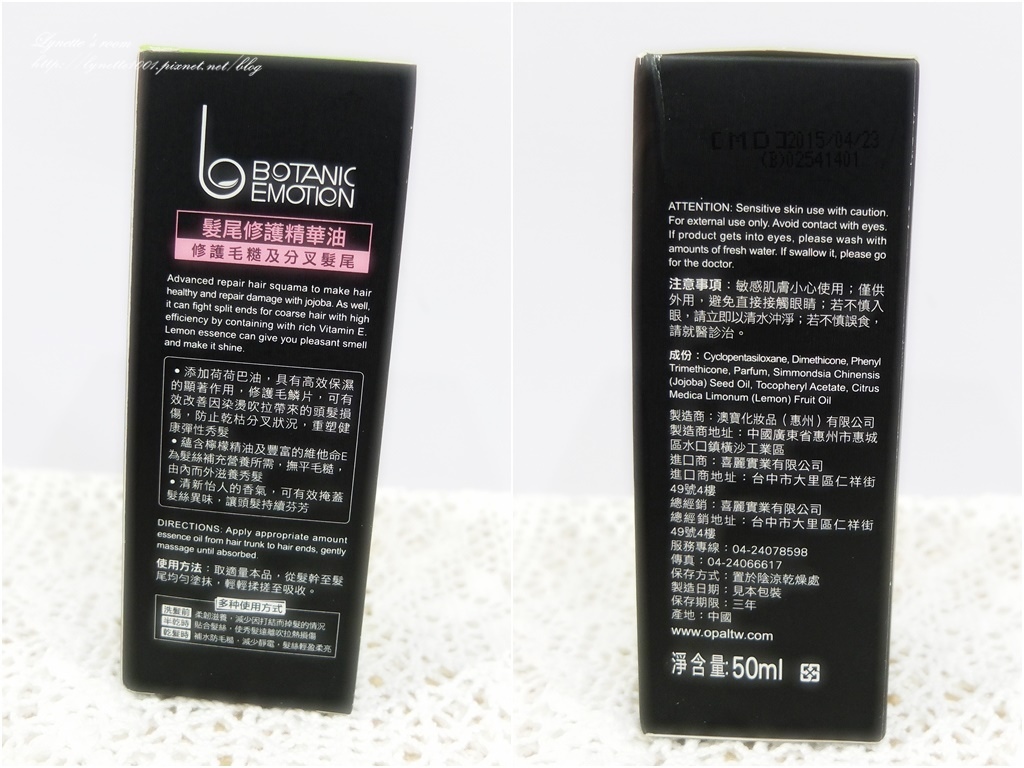 Lynette's room
http://lynette0001.pixnet.net/blog
BOTANIC
EMOTION
髮尾修護精華油
修護毛糙及分叉髮尾
Advanced repair hair squama to make hair
healthy and repair damage with jojoba. As well,
it can fight split ends for coarse hair with high
efficiency by containing with rich Vitamin E.
Lemon essence can give you pleasant smell
and make it shine.
• 添加荷荷巴油，具有高效保濕
的顯著作用，修護毛鱗片，可有
效改善因染燙吹拉帶來的頭髮損
傷，防止乾枯分叉狀況，重塑健
康彈性秀髮
• 蘊含檸檬精油及豐富的維他命E
為髮絲補充營養所需，撫平毛糙，
由內而外滋養秀髮
• 清新怡人的香氣，可有效掩蓋
髮絲異味，讓頭髮持續芬芳
DIRECTIONS: Apply appropriate amount
essence oil from hair trunk to hair ends, gently
massage until absorbed.
使用方法：取適量本品，從髮幹至髮
尾均勻塗抹，輕輕揉搓至吸收。
多种使用方式
洗髮前 柔韌滋養，減少因打結而掉髮的情況
半乾時 貼合髮絲，使秀髮遠離吹拉熱損傷
乾髮時 補水防毛糙，減少靜電，髮絲輕盈柔亮
[MD]2015/04/23
(B)02541401
ATTENTION: Sensitive skin use with caution.
For external use only. Avoid contact with eyes.
If product gets into eyes, please wash with
amounts of fresh water. If swallow it, please go
for the doctor.
注意事項：敏感肌膚小心使用；僅供
外用，避免直接接觸眼睛；若不慎入
眼，請立即以清水沖淨；若不慎誤食，
請就醫診治。
成份：Cyclopentasiloxane, Dimethicone, Phenyl
Trimethicone, Parfum, Simmondsia Chinensis
(Jojoba) Seed Oil, Tocopheryl Acetate, Citrus
Medica Limonum (Lemon) Fruit Oil
製造商：澳寶化妝品（惠州）有限公司
製造商地址：中國廣東省惠州市惠城
區水口鎮橫沙工業區
進口商：喜麗實業有限公司
進口商地址：台中市大里區仁祥街
49號4樓
總經銷：喜麗實業有限公司
總經銷地址：台中市大里區仁祥街
49號4樓
服務專線：04-24078598
傳真：04-24066617
保存方式：置於陰涼乾燥處
製造日期：見本包裝
保存期限：三年
產地：中國
www.opaltw.com
淨含量:50ml